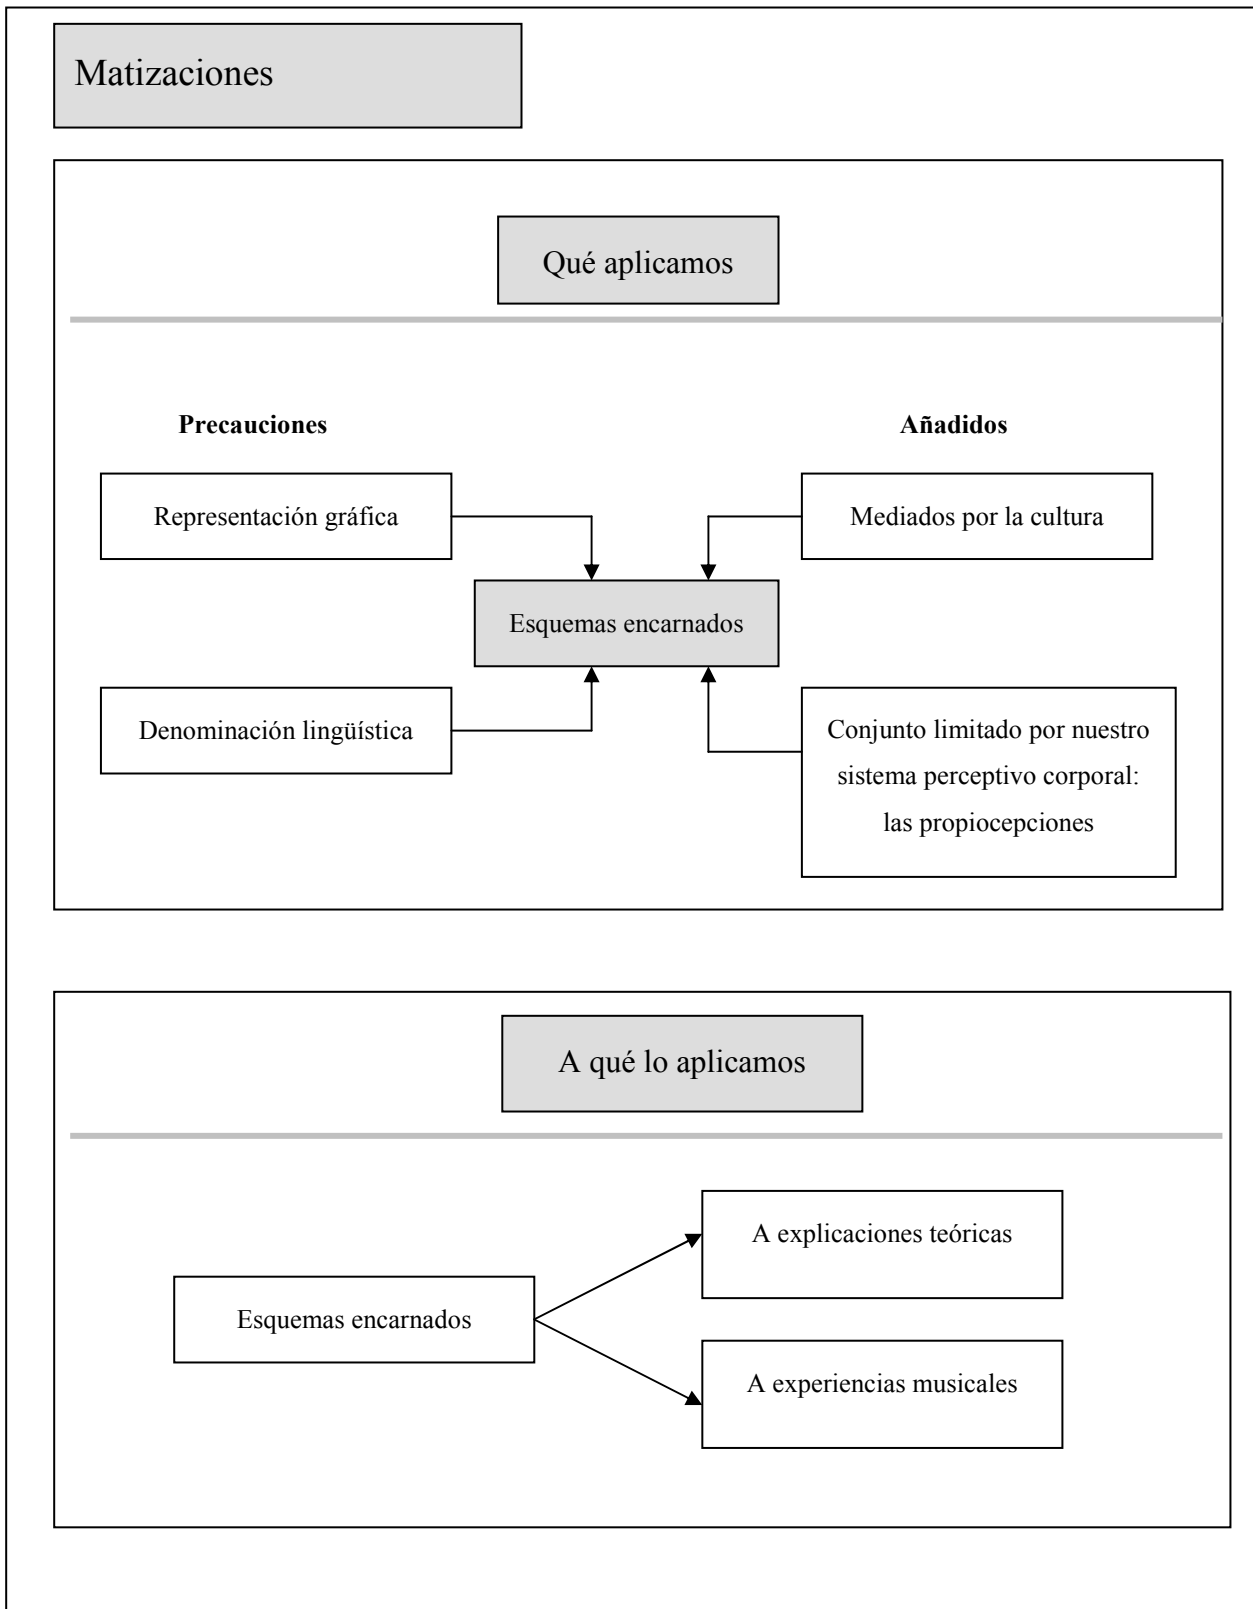 Matizaciones
Qué aplicamos
Precauciones
Añadidos
Representación gráfica
Mediados por la cultura
Esquemas encarnados
Denominación lingüística
Conjunto limitado por nuestro
sistema perceptivo corporal:
las propiocepciones
A qué lo aplicamos
A explicaciones teóricas
Esquemas encarnados
A experiencias musicales